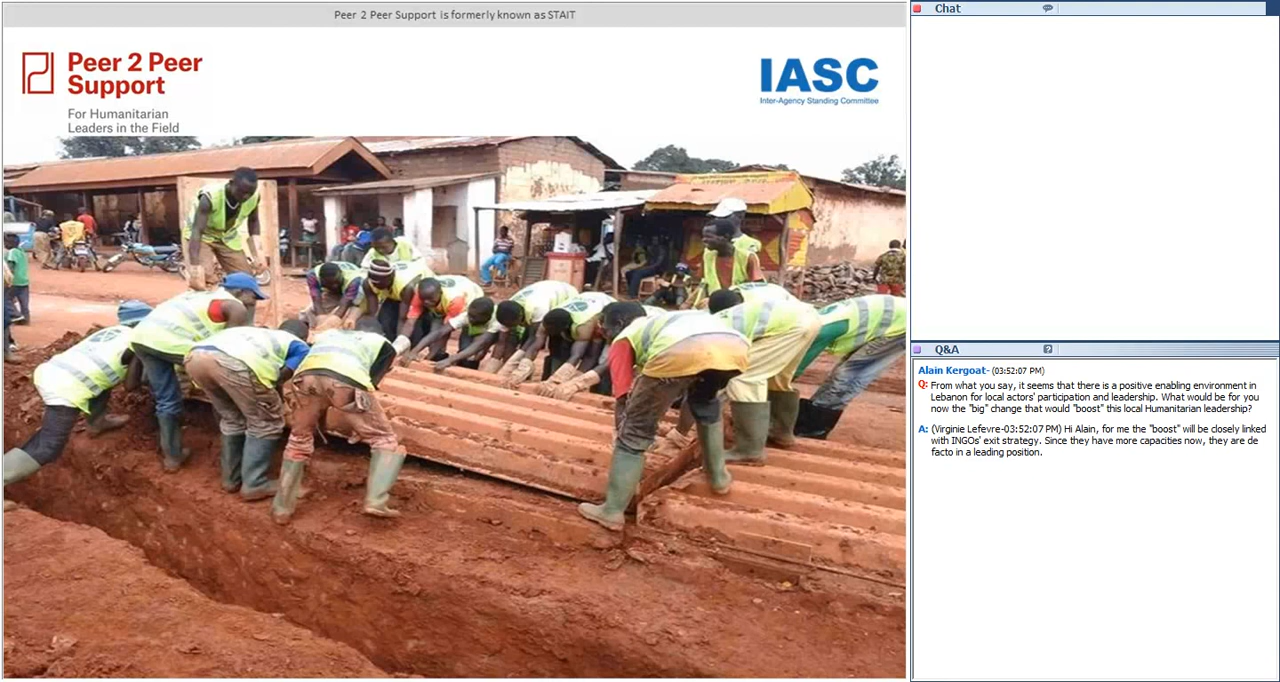 Peer 2 Peer Support is formerly known as STAIT
Peer 2 Peer
Support
For Humanitarian
Leaders in the Field
IASC
Inter-Agency Standing Committee
Chat
Q&A
Alain Kergoat- (03:52:07 PM)
Q: From what you say, it seems that there is a positive enabling environment in
Lebanon for local actors' participation and leadership. What would be for you
now the "big" change that would "boost" this local Humanitarian leadership?
A: (Virginie Lefevre-03:52:07 PM) Hi Alain, for me the "boost" will be closely linked
with INGOs' exit strategy. Since they have more capacities now, they are de
facto in a leading position.